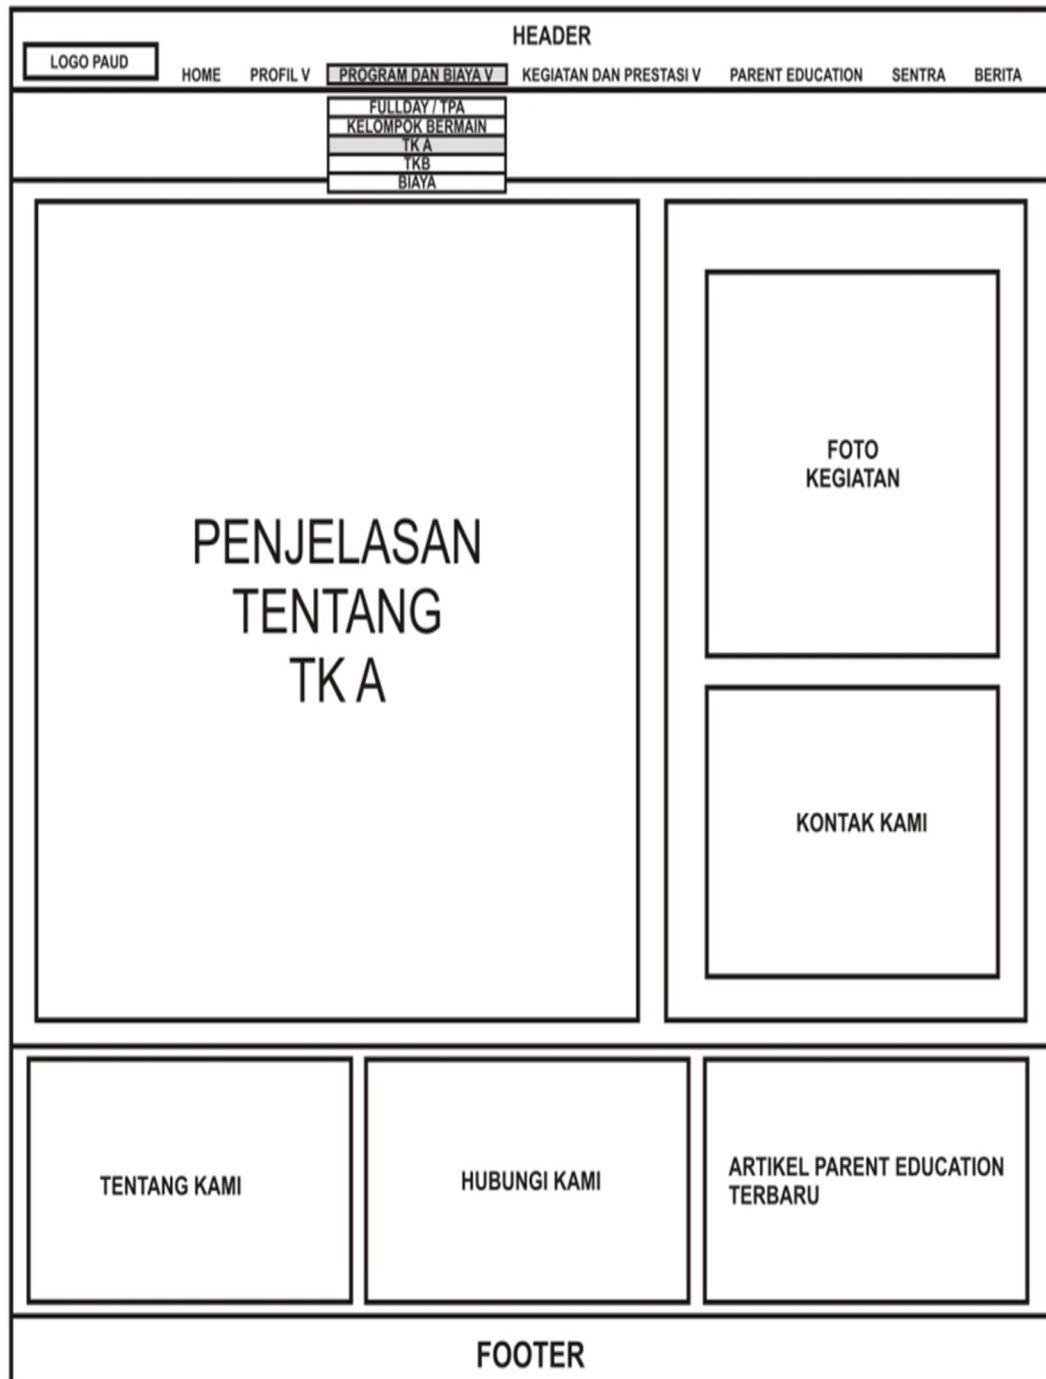 HEADER
LOGO PAUD
HOME PROFIL V PROGRAM DAN BIAYA V KEGIATAN DAN PRESTASI V PARENT EDUCATION SENTRA BERITA
FULLDAY / TPA
KELOMPOK BERMAIN
TK A
TKB
BIAYA
PENJELASAN
TENTANG
TK A
FOTO
KEGIATAN
KONTAK KAMI
TENTANG KAMI
HUBUNGI KAMI
ARTIKEL PARENT EDUCATION
TERBARU
FOOTER